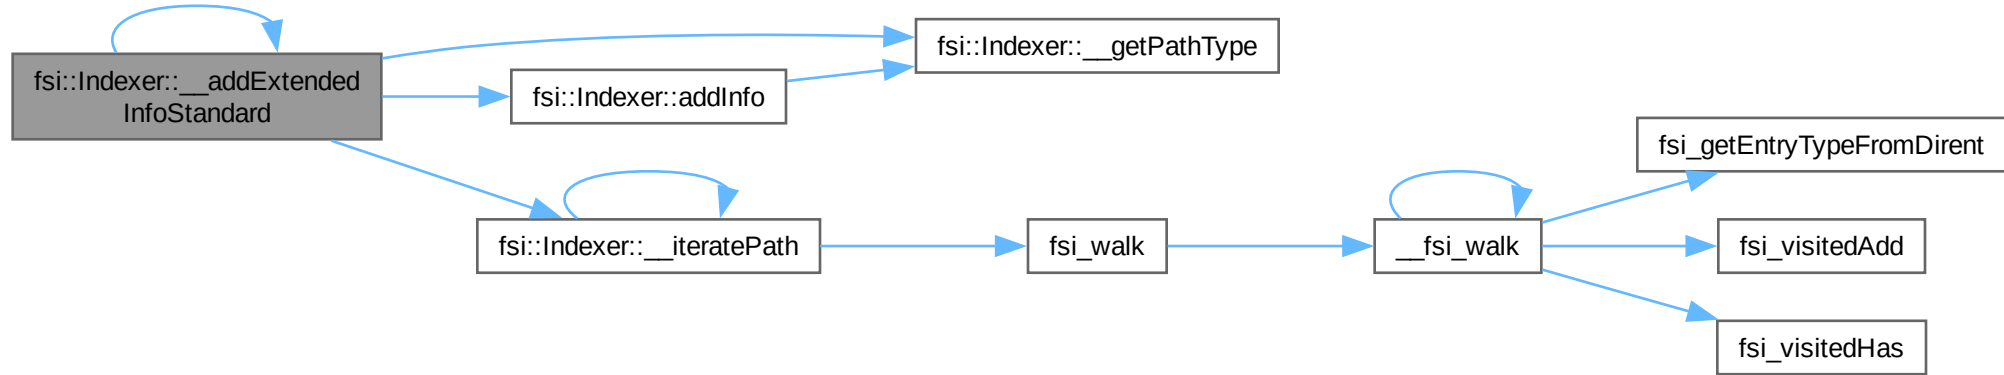 fsi::Indexer::__addExtended
InfoStandard
fsi::Indexer::__getPathType
fsi::Indexer::addInfo
fsi::Indexer::__iteratePath
fsi_walk
__fsi_walk
fsi_getEntryTypeFromDirent
fsi_visitedAdd
fsi_visitedHas